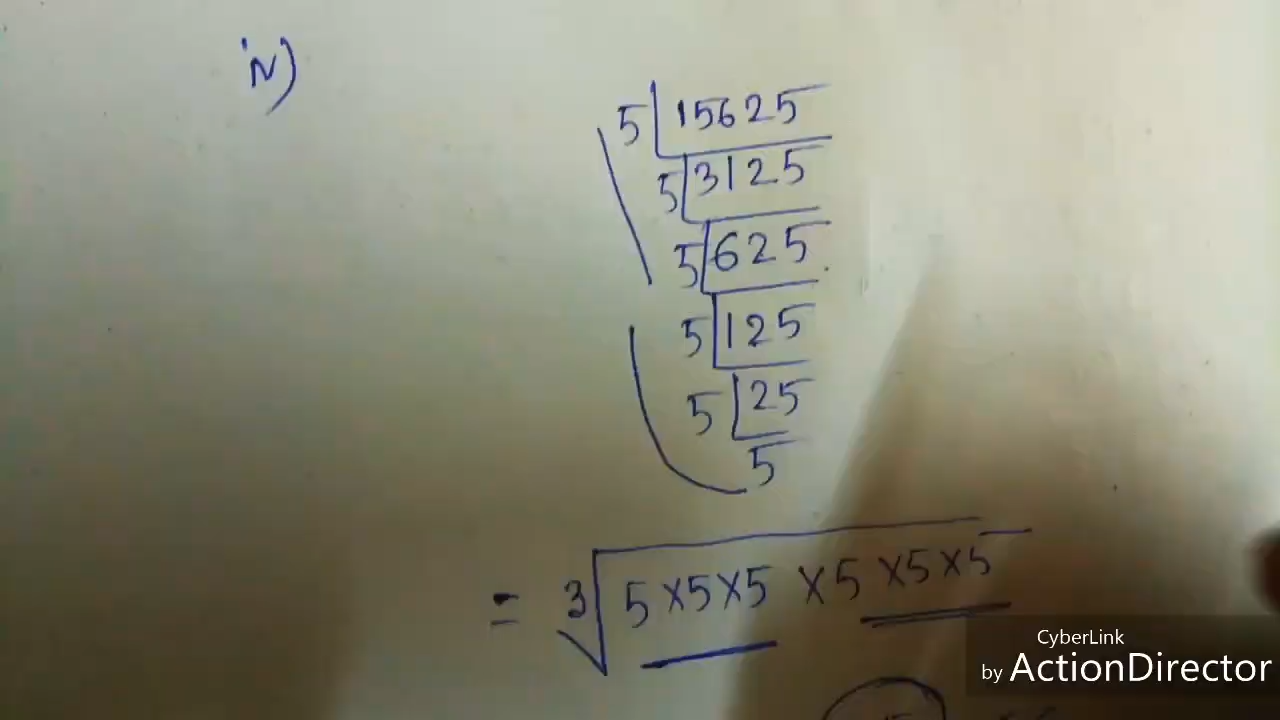 iv)
5 15625
5 3125
5 625
5 125
5 25
5
= ∛5×5×5 ×5×5×5
CyberLink
by ActionDirector